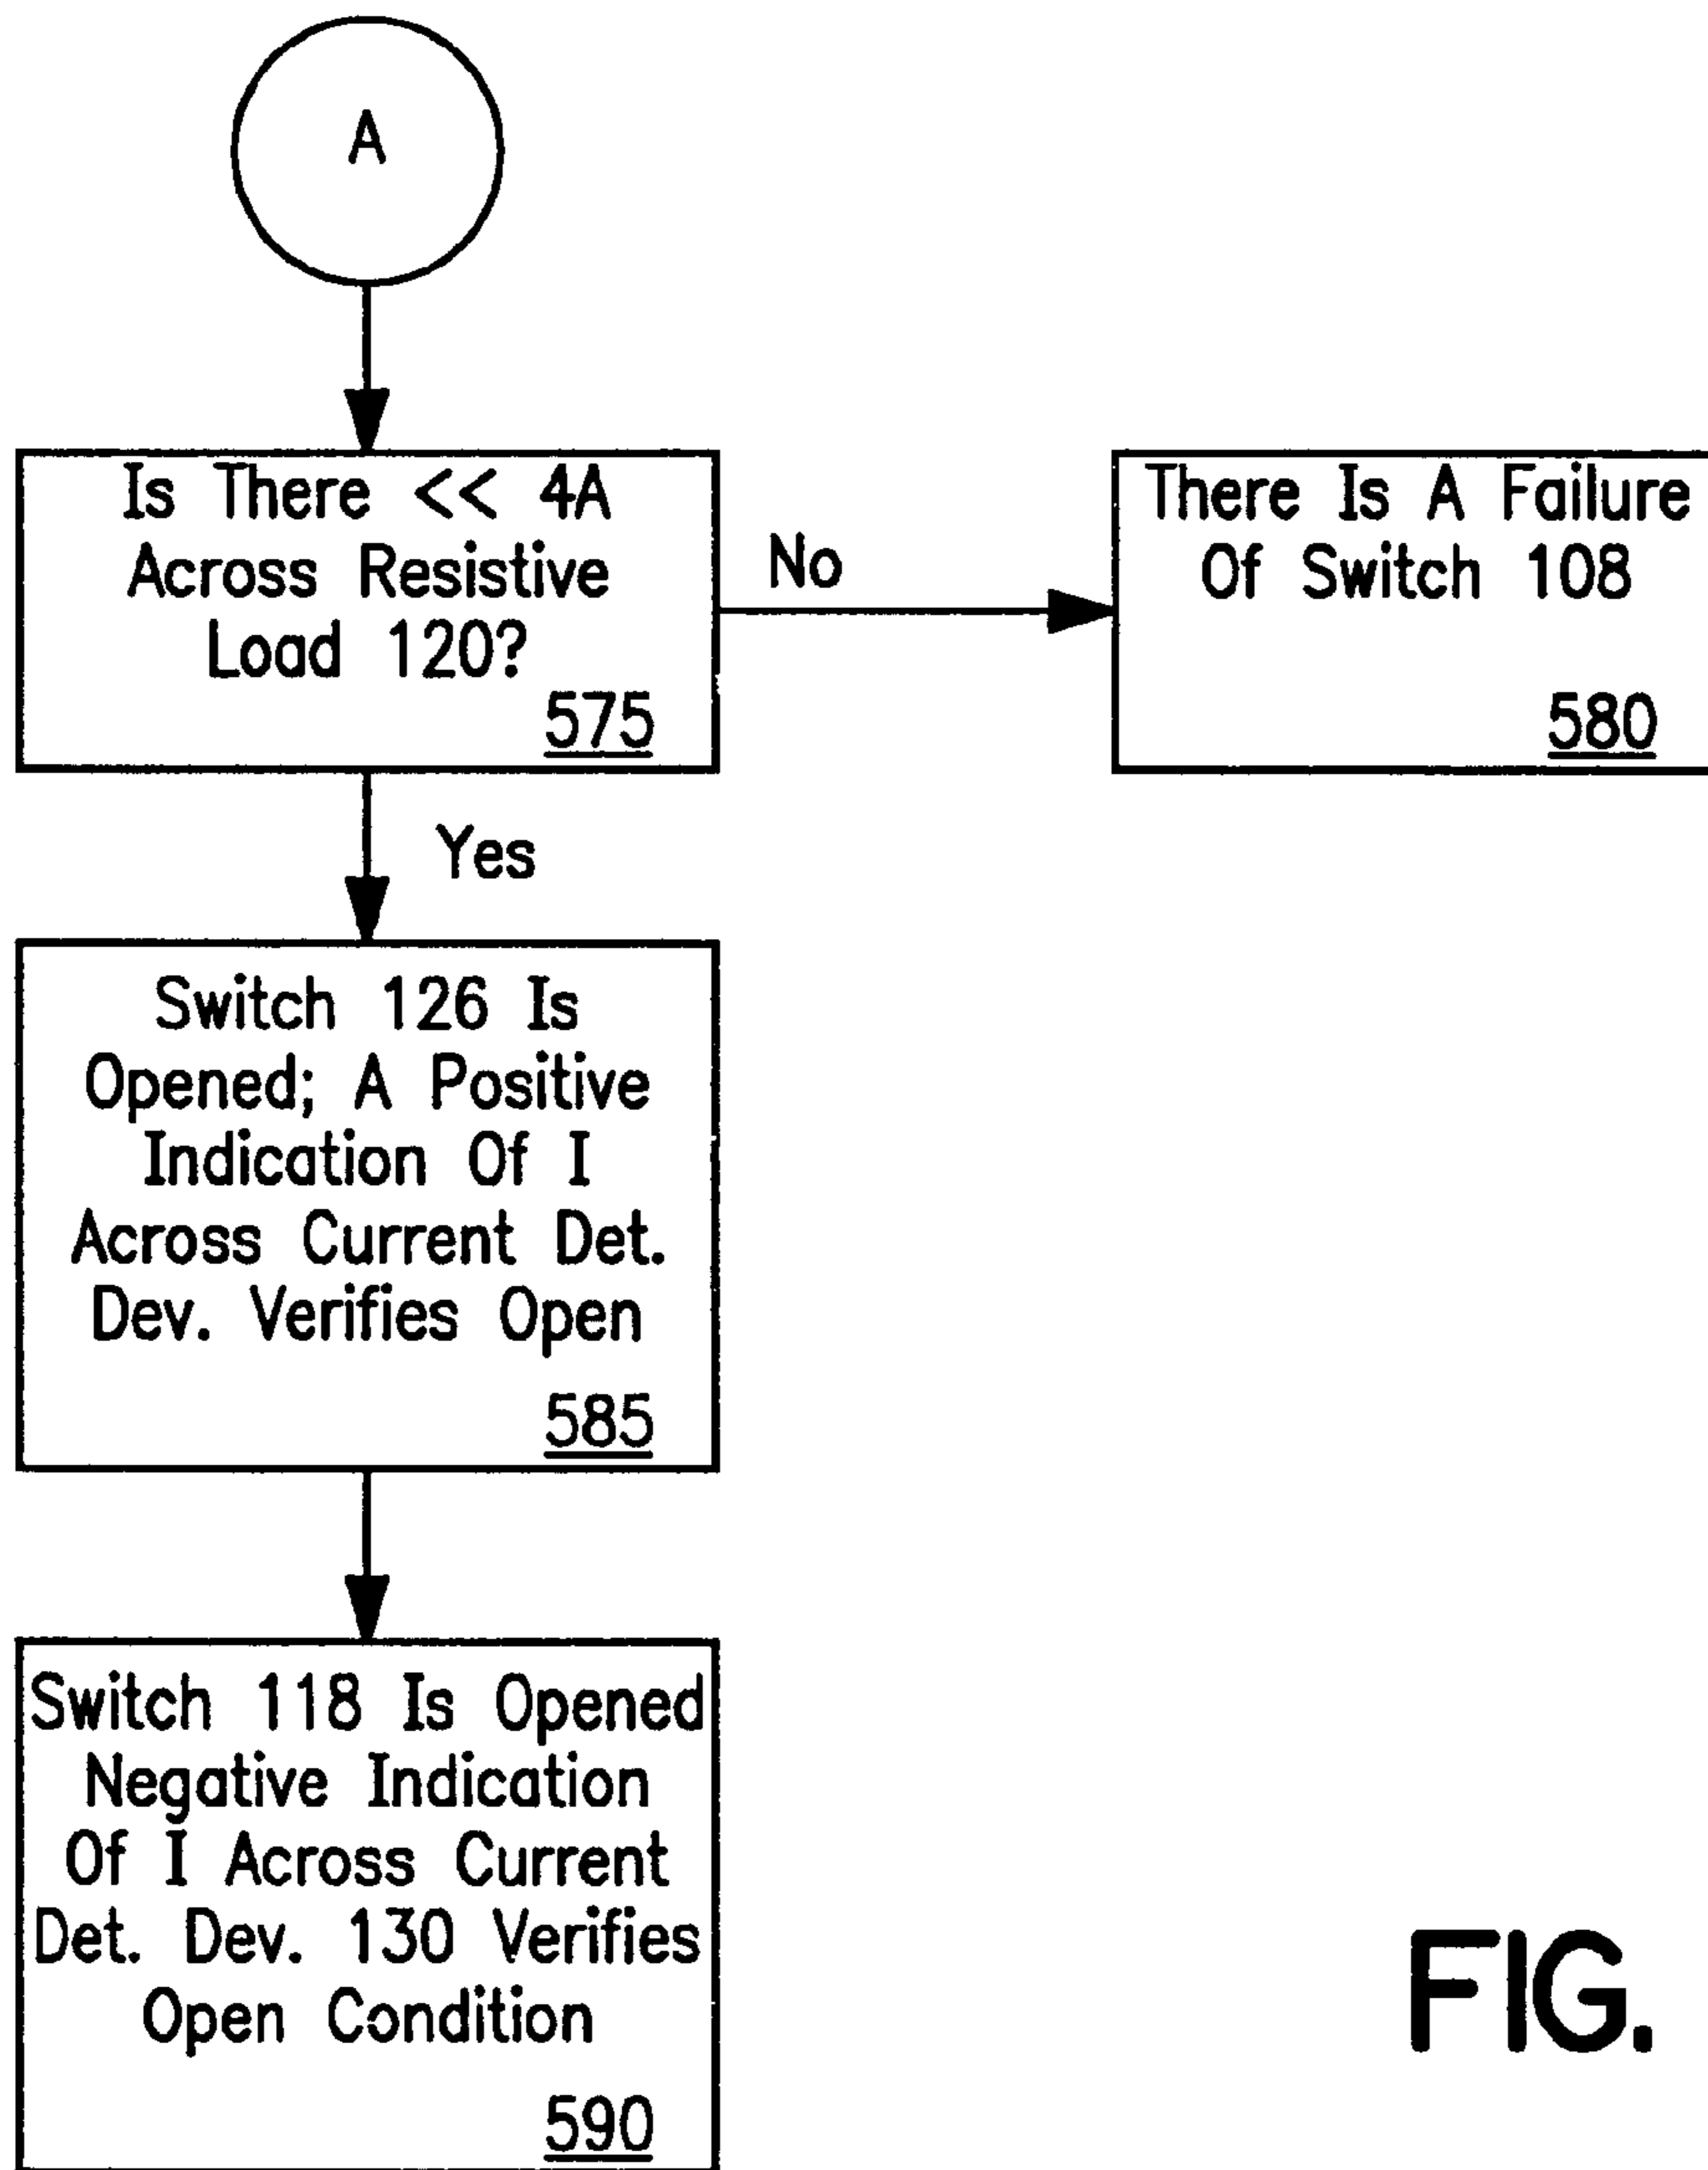 A
Is There << 4A
Across Resistive
Load 120?
575
No
There Is A Failure
Of Switch 108
580
Yes
Switch 126 Is
Opened; A Positive
Indication Of I
Across Current Det.
Dev. Verifies Open
585
Switch 118 Is Opened
Negative Indication
Of I Across Current
Det. Dev. 130 Verifies
Open Condition
590
FIG.